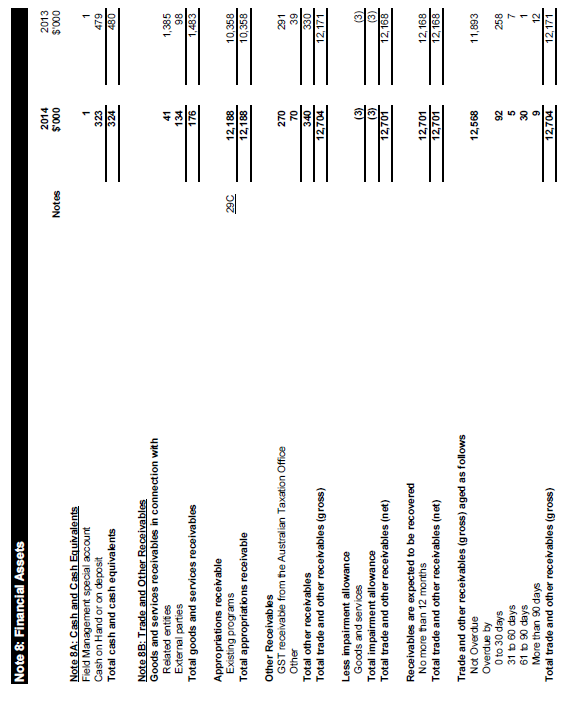 Note 8: Financial Assets
2014 2013
Notes $'000 $'000
Note 8A: Cash and Cash Equivalents
Field Management special account 1 1
Cash on Hand or on deposit 323 479
Total cash and cash equivalents 324 480
Note 8B: Trade and Other Receivables
Goods and services receivables in connection with
Related entities 41 1,385
External parties 134 98
Total goods and services receivables 176 1,483
Appropriations receivable
Existing programs 29C 12,188 10,358
Total appropriations receivable 12,188 10,358
Other Receivables
GST receivable from the Australian Taxation Office 270 291
Other 70 39
Total other receivables 340 330
Total trade and other receivables (gross) 12,704 12,171
Less impairment allowance
Goods and services (3) (3)
Total impairment allowance (3) (3)
Total trade and other receivables (net) 12,701 12,168
Receivables are expected to be recovered
No more than 12 months 12,701 12,168
Total trade and other receivables (net) 12,701 12,168
Trade and other receivables (gross) aged as follows
Not Overdue 12,568 11,893
Overdue by
0 to 30 days 92 258
31 to 60 days 5 7
61 to 90 days 30 1
More than 90 days 9 12
Total trade and other receivables (gross) 12,704 12,171